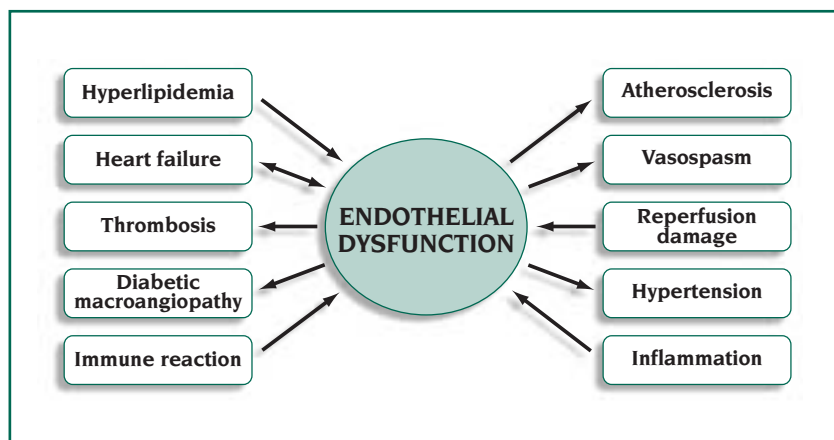 Hyperlipidemia
Heart failure
Thrombosis
Diabetic
macroangiopathy
Immune reaction
ENDOTHELIAL
DYSFUNCTION
Atherosclerosis
Vasospasm
Reperfusion
damage
Hypertension
Inflammation